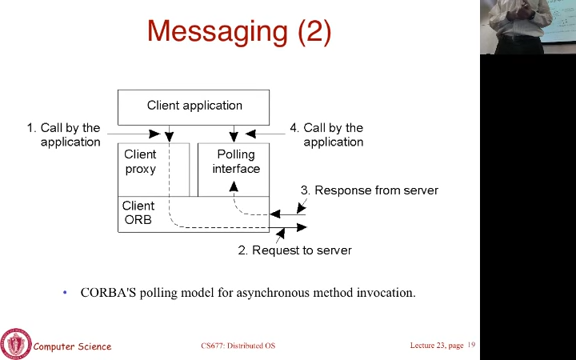 Messaging (2)
Client application
1. Call by the
application
4. Call by the
application
Client
proxy
Polling
interface
3. Response from server
Client
ORB
2. Request to server
• CORBA'S polling model for asynchronous method invocation.
Computer Science
CS677: Distributed OS
Lecture 23, page 19